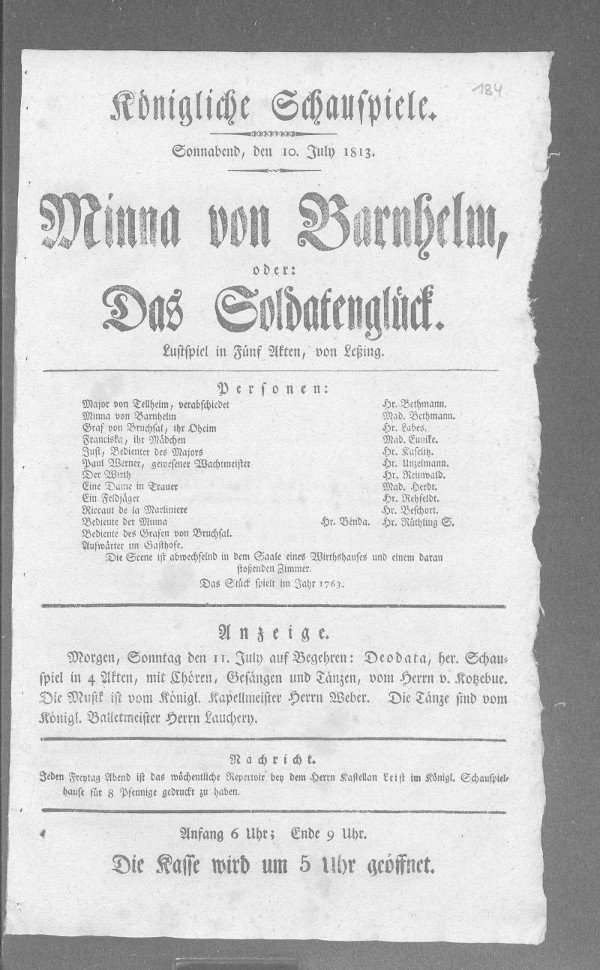 184.
Königliche Schauspiele.
Sonnabend, den 10. July 1813.
Minna von Barnhelm,
oder:
Das Soldatenglück.
Lustspiel in Fünf Akten, von Leßing.
Personen:
Major von Tellheim, verabschiedet Hr. Bethmann.
Minna von Barnhelm Mad. Bethmann.
Graf von Bruchsal, ihr Oheim Hr. Labes.
Franciska, ihr Mädchen Mad. Eunike.
Just, Bedienter des Majors Hr. Kaselitz.
Paul Werner, gewesener Wachtmeister Hr. Unzelmann.
Der Wirth Hr. Reinwald.
Eine Dame in Trauer Mad. Herdt.
Ein Feldjäger Hr. Rehfeldt.
Riccaut de la Marliniere Hr. Beschort.
Bediente der Minna Hr. Benda. Hr. Rüthling S.
Bediente des Grafen von Bruchsal.
Aufwärter im Gasthofe.
Die Scene ist abwechselnd in dem Saale eines Wirthshauses und einem daran
stoßenden Zimmer.
Das Stück spielt im Jahr 1763.
Anzeige.
Morgen, Sonntag den 11. July auf Begehren: Deodata, her. Schau-
spiel in 4 Akten, mit Chören, Gesängen und Tänzen, vom Herrn v. Kotzebue.
Die Musik ist vom Königl. Kapellmeister Herrn Weber. Die Tänze sind vom
Königl. Balletmeister Herrn Lauchery.
Nachricht.
Jeden Freytag Abend ist das wöchentliche Repertoir bey dem Herrn Kastellan Leist im Königl. Schauspiel-
hause für 8 Pfennige gedruckt zu haben.
Anfang 6 Uhr; Ende 9 Uhr.
Die Kasse wird um 5 Uhr geöffnet.